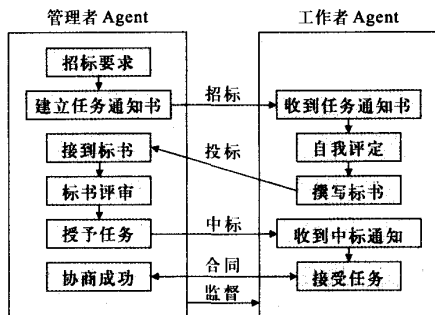 管理者 Agent
工作者 Agent
招标要求
建立任务通知书
招标
收到任务通知书
接到标书
投标
自我评定
标书评审
撰写标书
授予任务
中标
收到中标通知
协商成功
合同
接受任务
监督